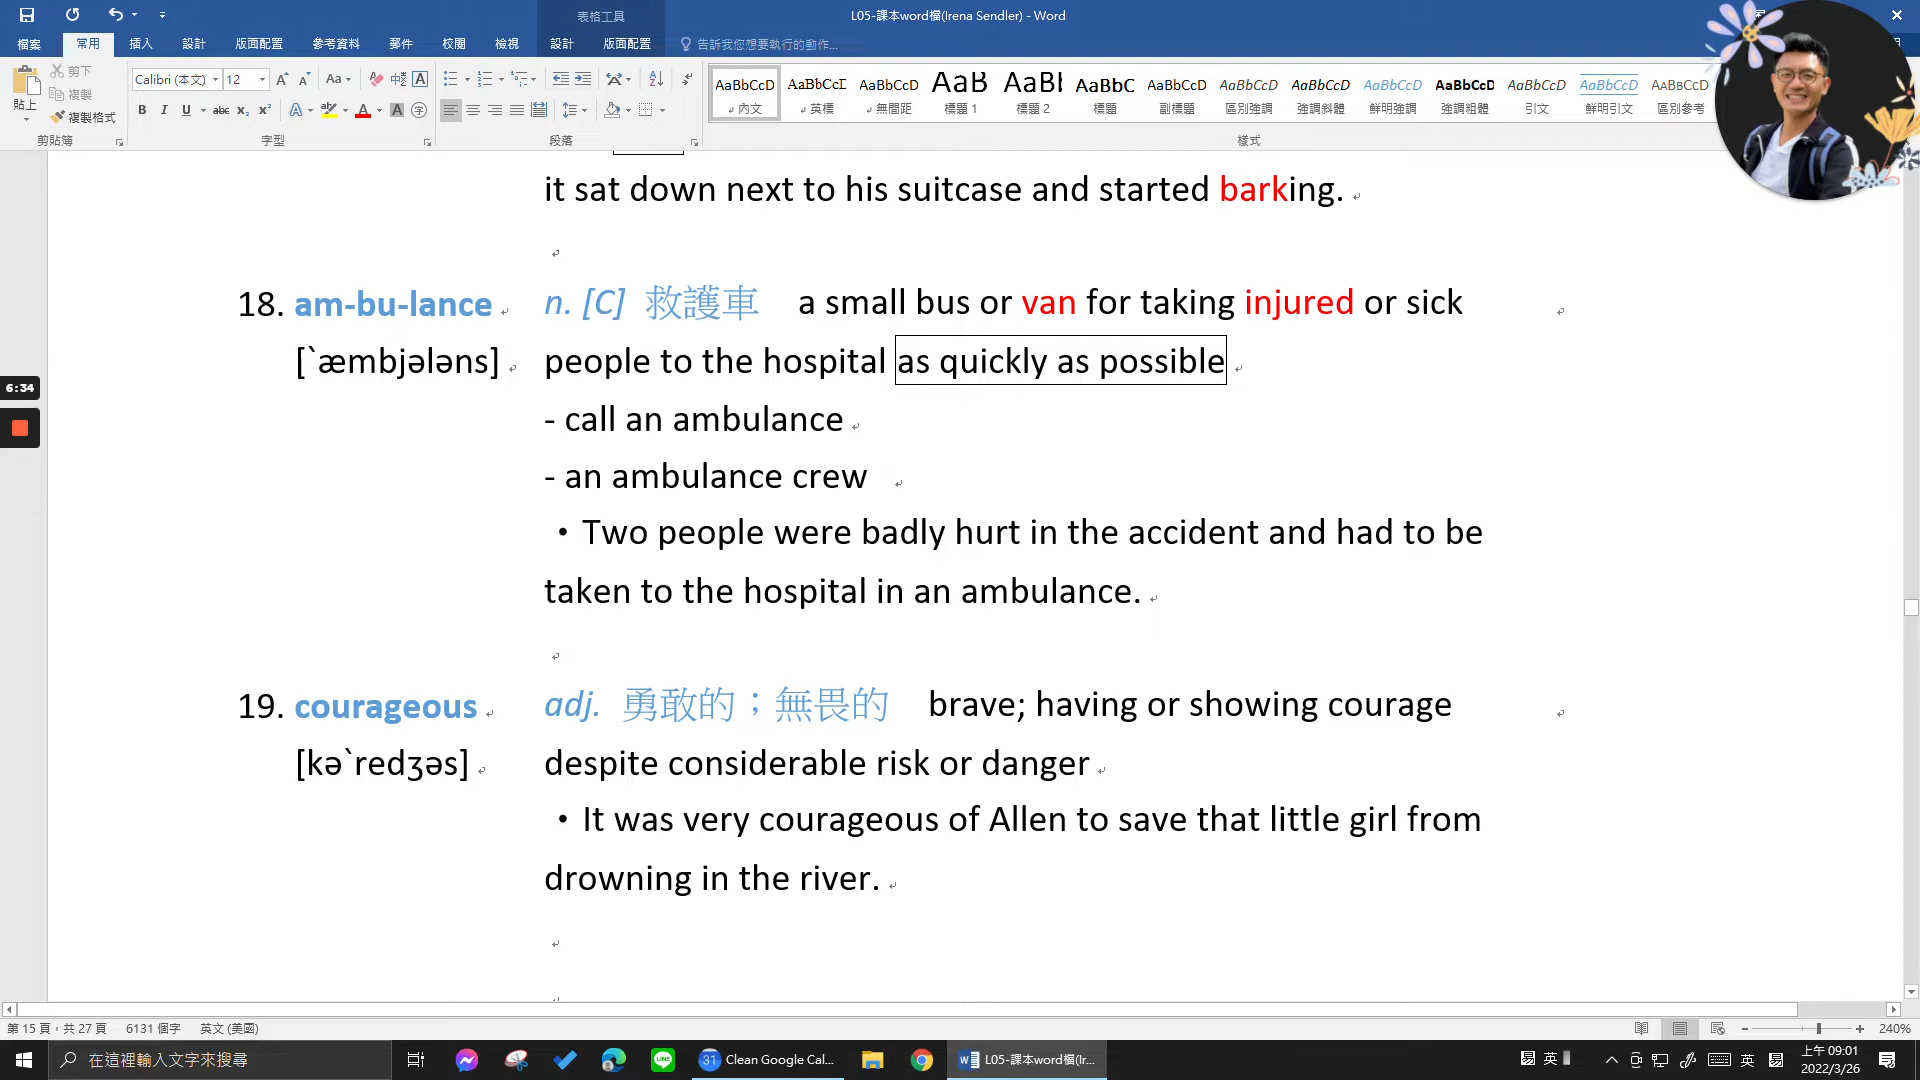 表格工具
L05-課本word檔(Irena Sendler) - Word
檔案 常用 插入 設計 版面配置 參考資料 郵件 校閱 檢視 設計 版面配置 告訴我您想要執行的動作...
貼上 剪下 複製 複製格式
Calibri (本文) 12
AaBbCcD AaBbCcD AaBbCcD AaB AaBl AaBbC AaBbCcD AaBbCcD AaBbCcD AaBbCcD AaBbCcD AaBbCcD AaBbCcD AaBbCcD
內文 英標 無間距 標題 1 標題 2 標題 副標題 區別強調 強調斜體 鮮明強調 強調粗體 引文 鮮明引文 區別參考
剪貼簿 字型 段落 樣式
it sat down next to his suitcase and started barking.
18. am-bu-lance n. [C] 救護車 a small bus or van for taking injured or sick
[ˋæmbjələns] people to the hospital as quickly as possible
- call an ambulance
- an ambulance crew
・Two people were badly hurt in the accident and had to be
taken to the hospital in an ambulance.
19. courageous adj. 勇敢的；無畏的 brave; having or showing courage
[kəˋredʒəs] despite considerable risk or danger
・It was very courageous of Allen to save that little girl from
drowning in the river.
6:34
第 15 頁，共 27 頁 6131 個字 英文 (美國) 240%
在這裡輸入文字來搜尋 Clean Google Cal... L05-課本word檔(Ir... 英 英 上午 09:01
2022/3/26